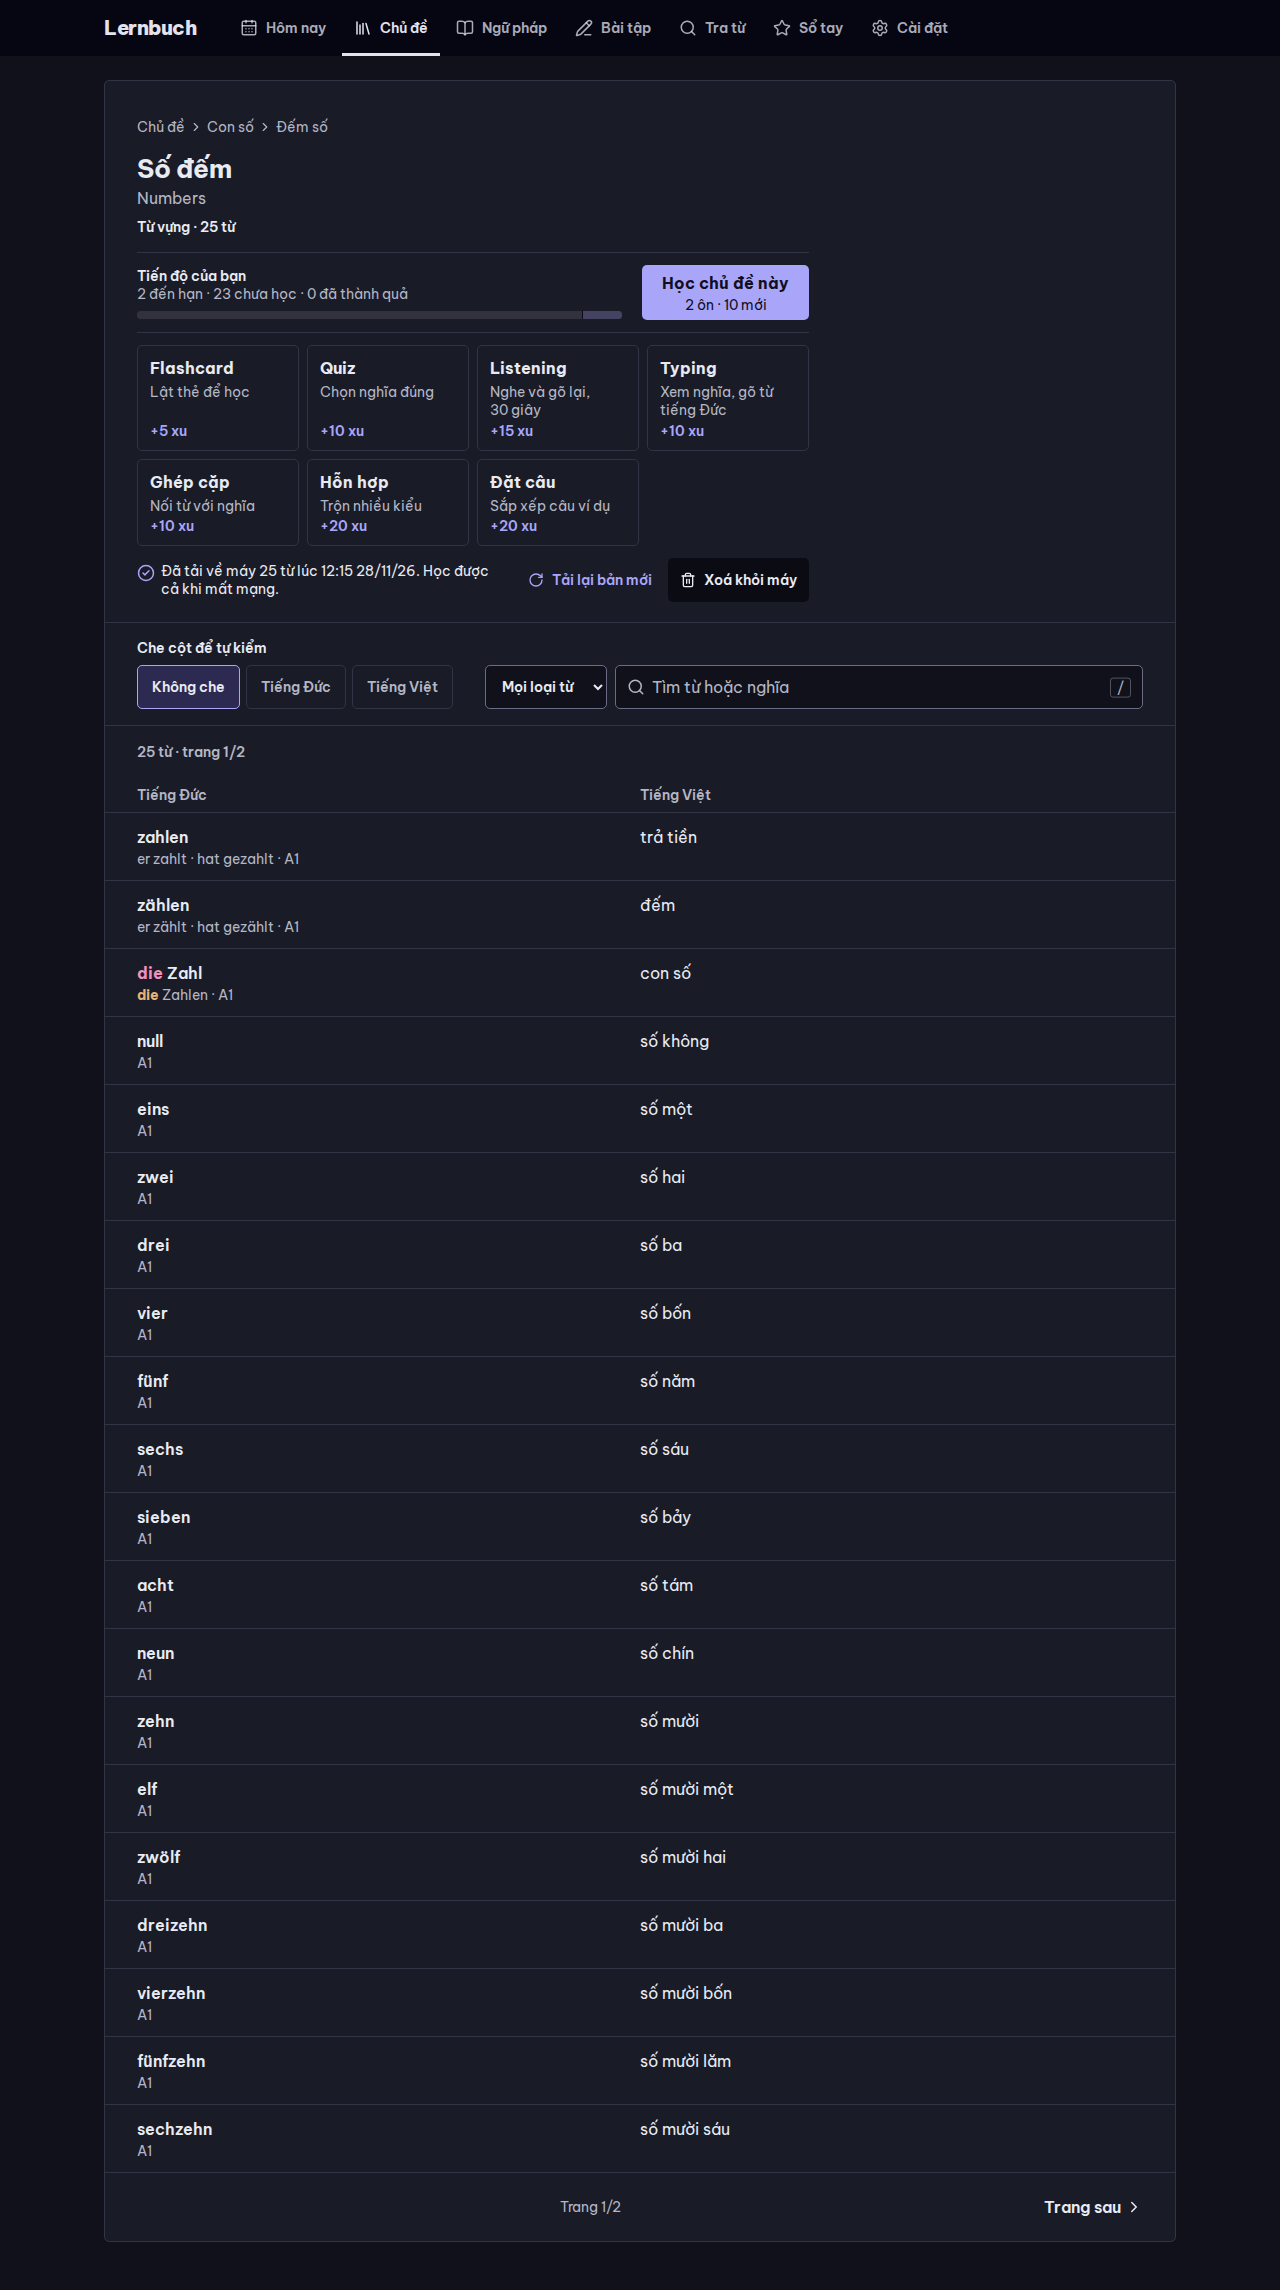 Lernbuch
Hôm nay
Chủ đề
Ngữ pháp
Bài tập
Tra từ
Sổ tay
Cài đặt
Chủ đề > Con số > Đếm số
Số đếm
Numbers
Từ vựng · 25 từ
Tiến độ của bạn
2 đến hạn · 23 chưa học · 0 đã thành quả
Học chủ đề này
2 ôn · 10 mới
Flashcard
Lật thẻ để học
+5 xu
Quiz
Chọn nghĩa đúng
+10 xu
Listening
Nghe và gõ lại,
30 giây
+15 xu
Typing
Xem nghĩa, gõ từ
tiếng Đức
+10 xu
Ghép cặp
Nối từ với nghĩa
+10 xu
Hỗn hợp
Trộn nhiều kiểu
+20 xu
Đặt câu
Sắp xếp câu ví dụ
+20 xu
Đã tải về máy 25 từ lúc 12:15 28/11/26. Học được
cả khi mất mạng.
Tải lại bản mới
Xoá khỏi máy
Che cột để tự kiểm
Không che
Tiếng Đức
Tiếng Việt
Mọi loại từ
Tìm từ hoặc nghĩa
/
25 từ · trang 1/2
Tiếng Đức
Tiếng Việt
zahlen
trả tiền
er zahlt · hat gezahlt · A1
zählen
đếm
er zählt · hat gezählt · A1
die Zahl
con số
die Zahlen · A1
null
số không
A1
eins
số một
A1
zwei
số hai
A1
drei
số ba
A1
vier
số bốn
A1
fünf
số năm
A1
sechs
số sáu
A1
sieben
số bảy
A1
acht
số tám
A1
neun
số chín
A1
zehn
số mười
A1
elf
số mười một
A1
zwölf
số mười hai
A1
dreizehn
số mười ba
A1
vierzehn
số mười bốn
A1
fünfzehn
số mười lăm
A1
sechzehn
số mười sáu
A1
Trang 1/2
Trang sau >